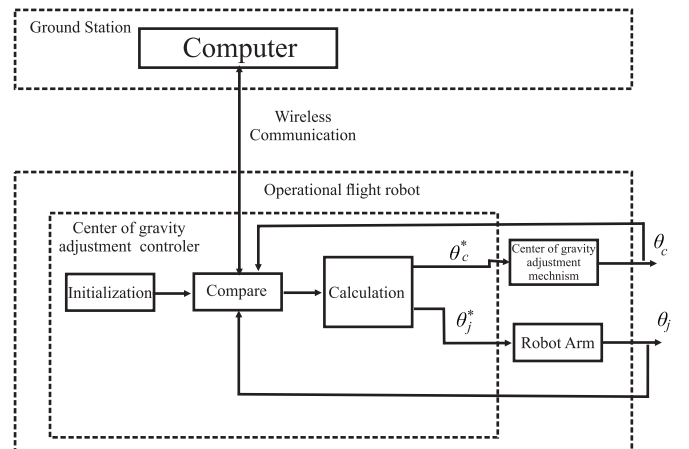 Ground Station
Computer
Wireless
Communication
Operational flight robot
Center of gravity
adjustment controler
Initialization
Compare
Calculation
θ*c
θ*j
Center of gravity
adjustment
mechnism
Robot Arm
θc
θj